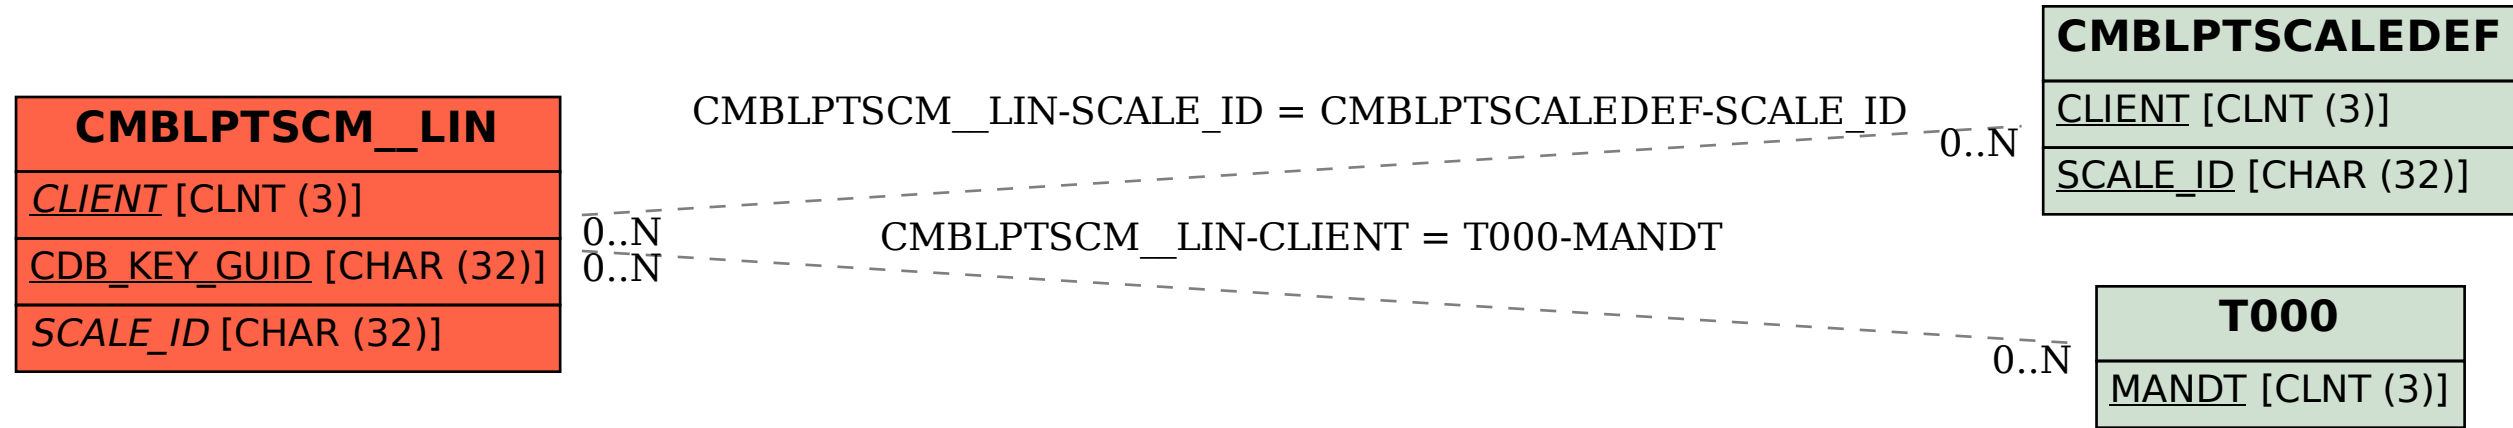 CMBLPTSCM__LIN
CLIENT [CLNT (3)]
CDB_KEY_GUID [CHAR (32)]
SCALE_ID [CHAR (32)]
CMBLPTSCM__LIN-SCALE_ID = CMBLPTSCALEDEF-SCALE_ID
0..N
0..N
CMBLPTSCM__LIN-CLIENT = T000-MANDT
0..N
0..N
CMBLPTSCALEDEF
CLIENT [CLNT (3)]
SCALE_ID [CHAR (32)]
T000
MANDT [CLNT (3)]